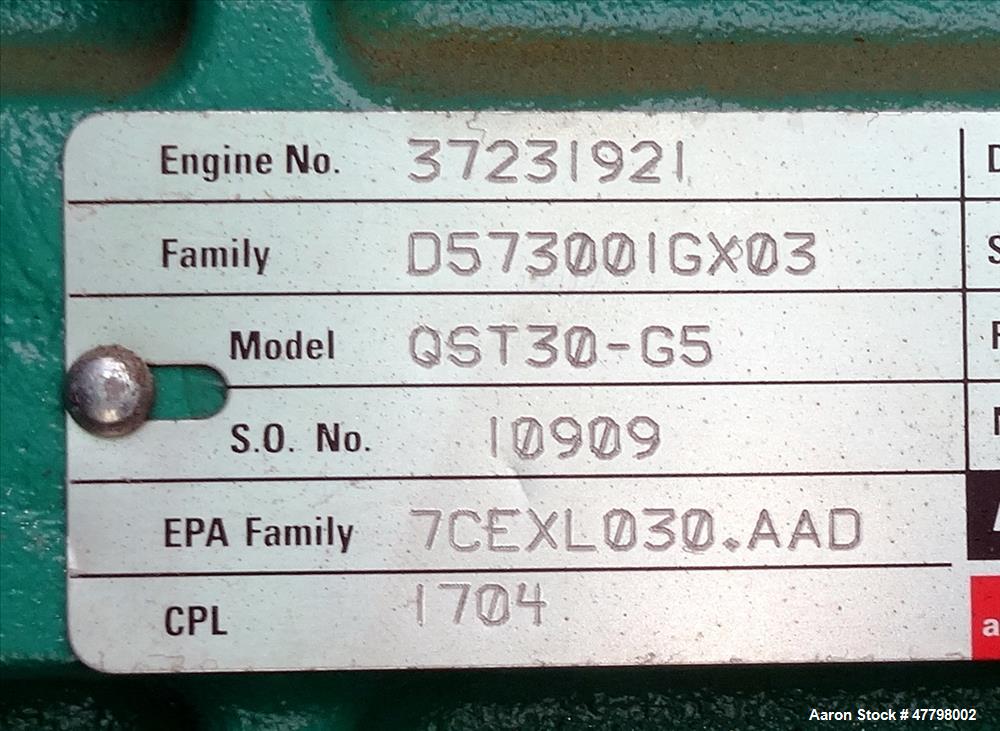 Engine No. 37231921
Family D573001GX03
Model QST30-G5
S.O. No. 10909
EPA Family 7CEXL030.AAD
CPL 1704
Aaron Stock # 47798002